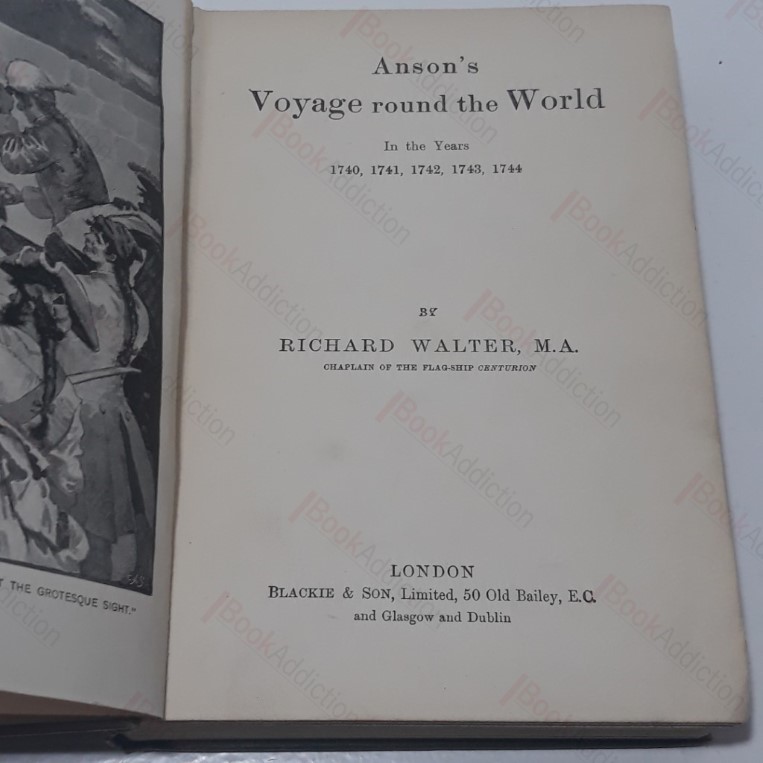 T THE GROTESQUE SIGHT."
Anson's
Voyage round the World
In the Years
1740, 1741, 1742, 1743, 1744
BY
RICHARD WALTER, M.A.
CHAPLAIN OF THE FLAG-SHIP CENTURION
LONDON
BLACKIE & SON, Limited, 50 Old Bailey, E.C.
and Glasgow and Dublin
BookAddiction